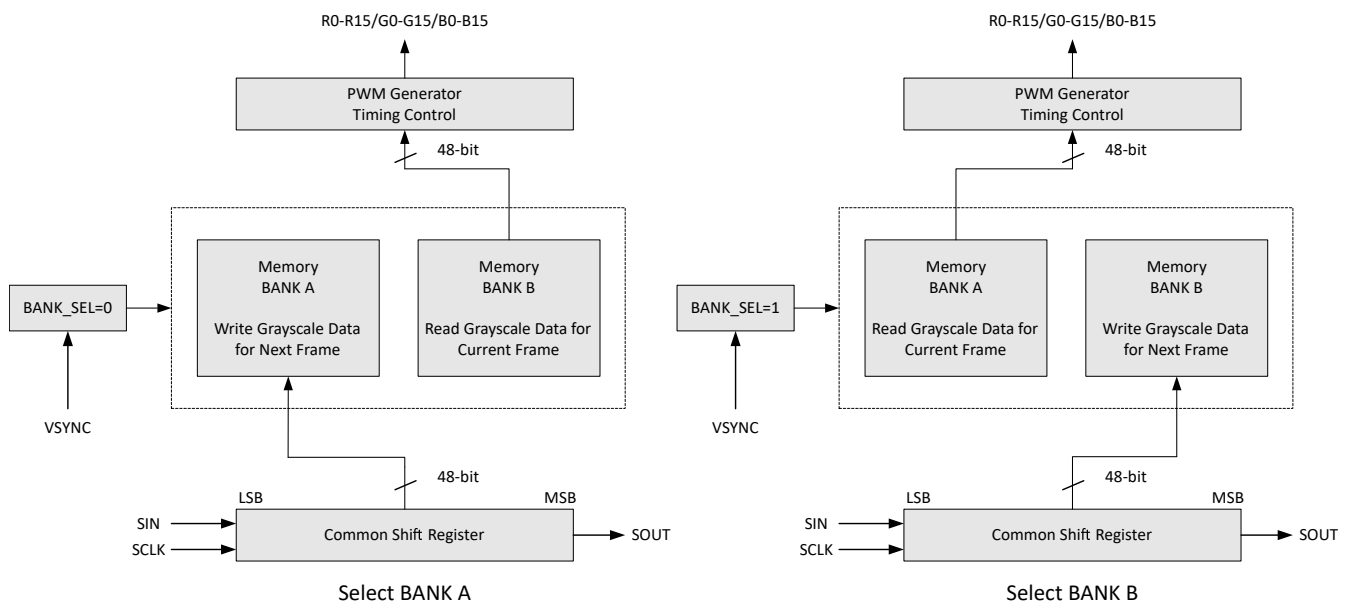 R0-R15/G0-G15/B0-B15
PWM Generator
Timing Control
48-bit
Memory
BANK A
Write Grayscale Data
for Next Frame
Memory
BANK B
Read Grayscale Data for
Current Frame
BANK_SEL=0
VSYNC
48-bit
LSB
MSB
SIN
SCLK
Common Shift Register
SOUT
Select BANK A
R0-R15/G0-G15/B0-B15
PWM Generator
Timing Control
48-bit
Memory
BANK A
Read Grayscale Data for
Current Frame
Memory
BANK B
Write Grayscale Data
for Next Frame
BANK_SEL=1
VSYNC
48-bit
LSB
MSB
SIN
SCLK
Common Shift Register
SOUT
Select BANK B